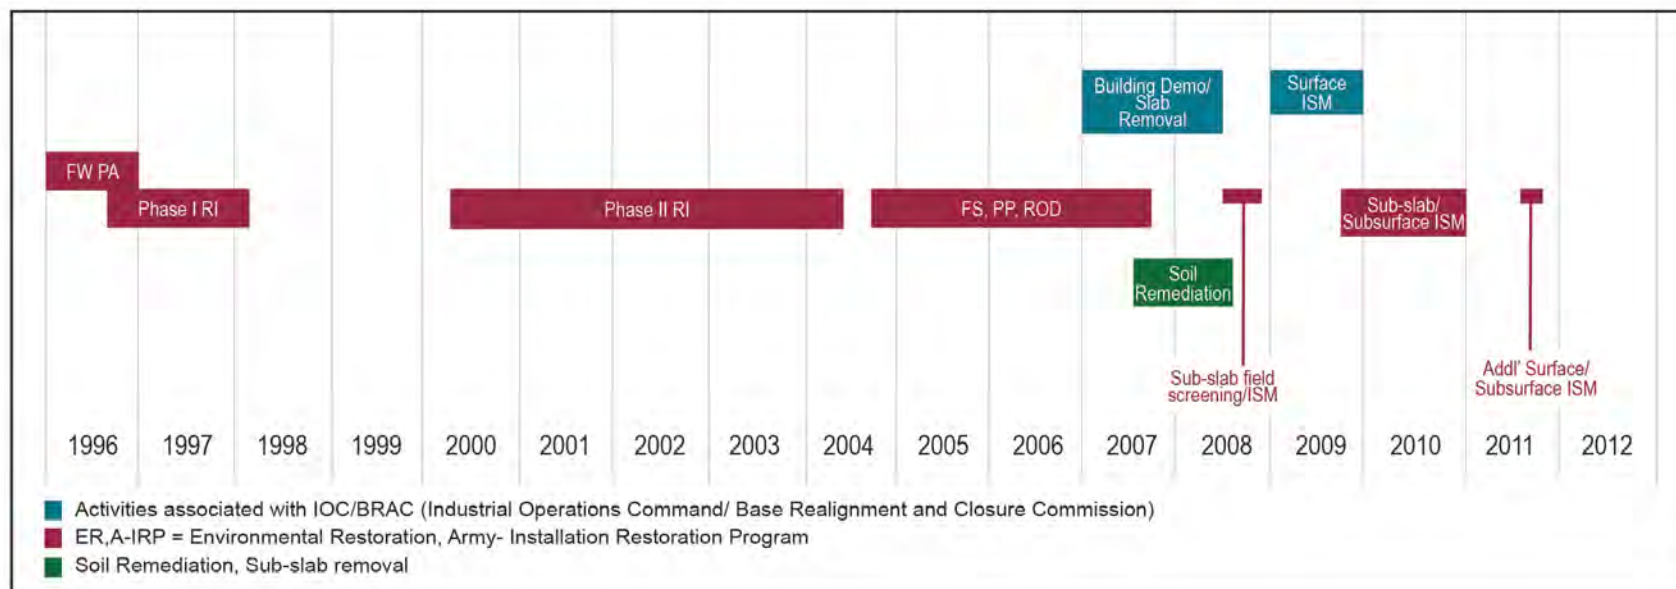 Building Demo/
Slab
Removal
Surface
ISM
FW PA
Phase I RI
Phase II RI
FS, PP, ROD
Sub-slab/
Subsurface ISM
Soil
Remediation
Sub-slab field
screening/ISM
Addl' Surface/
Subsurface ISM
1996 1997 1998 1999 2000 2001 2002 2003 2004 2005 2006 2007 2008 2009 2010 2011 2012
Activities associated with IOC/BRAC (Industrial Operations Command/ Base Realignment and Closure Commission)
ER,A-IRP = Environmental Restoration, Army- Installation Restoration Program
Soil Remediation, Sub-slab removal